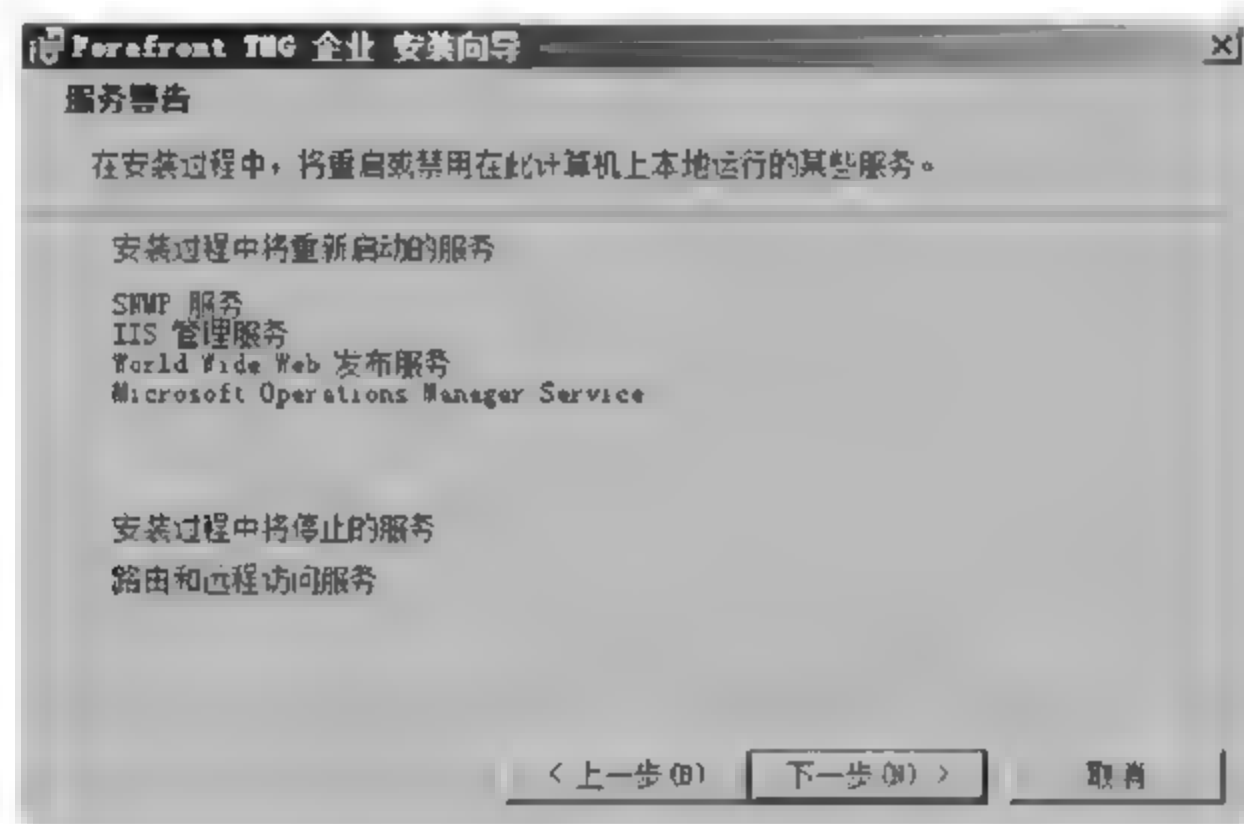 Forefront TMG 企业 安装向导
服务警告
在安装过程中，将重启或禁用在此计算机上本地运行的某些服务。
安装过程中将重新启动的服务
SNMP 服务
IIS 管理服务
World Wide Web 发布服务
Microsoft Operations Manager Service
安装过程中将停止的服务
路由和远程访问服务
< 上一步(B)
下一步(N) >
取消